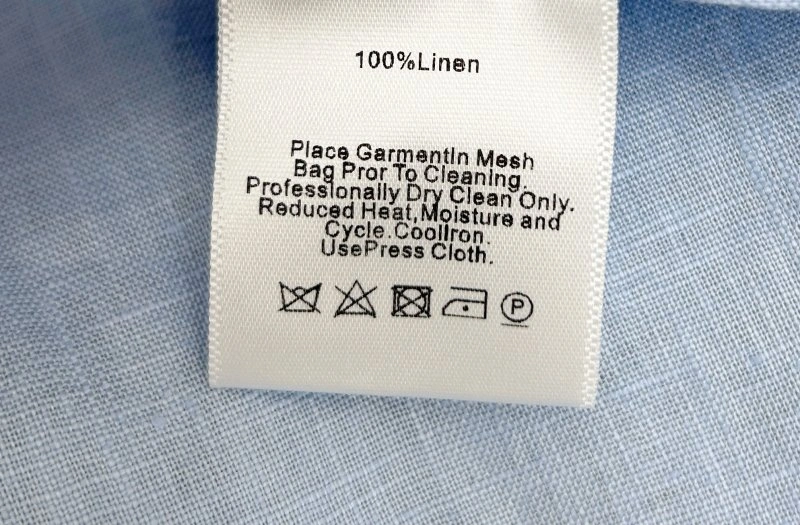 100%Linen
Place GarmentIn Mesh
Bag Pror To Cleaning.
Professionally Dry Clean Only.
Reduced Heat,Moisture and
Cycle.CoolIron.
UsePress Cloth.
P